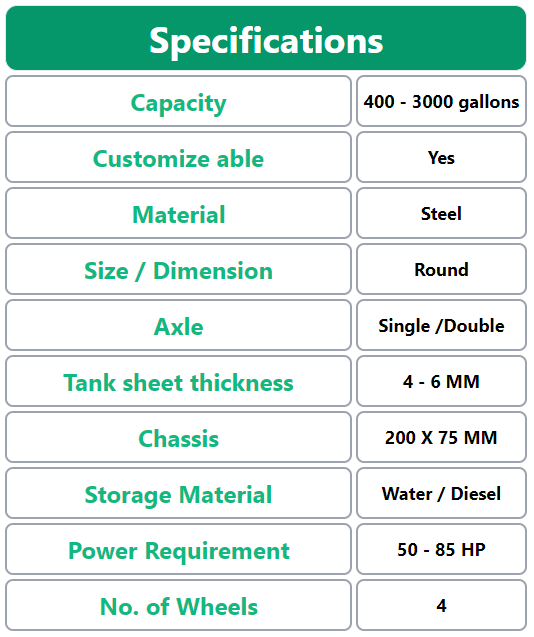 Specifications
Capacity 400 - 3000 gallons
Customize able Yes
Material Steel
Size / Dimension Round
Axle Single /Double
Tank sheet thickness 4 - 6 MM
Chassis 200 X 75 MM
Storage Material Water / Diesel
Power Requirement 50 - 85 HP
No. of Wheels 4